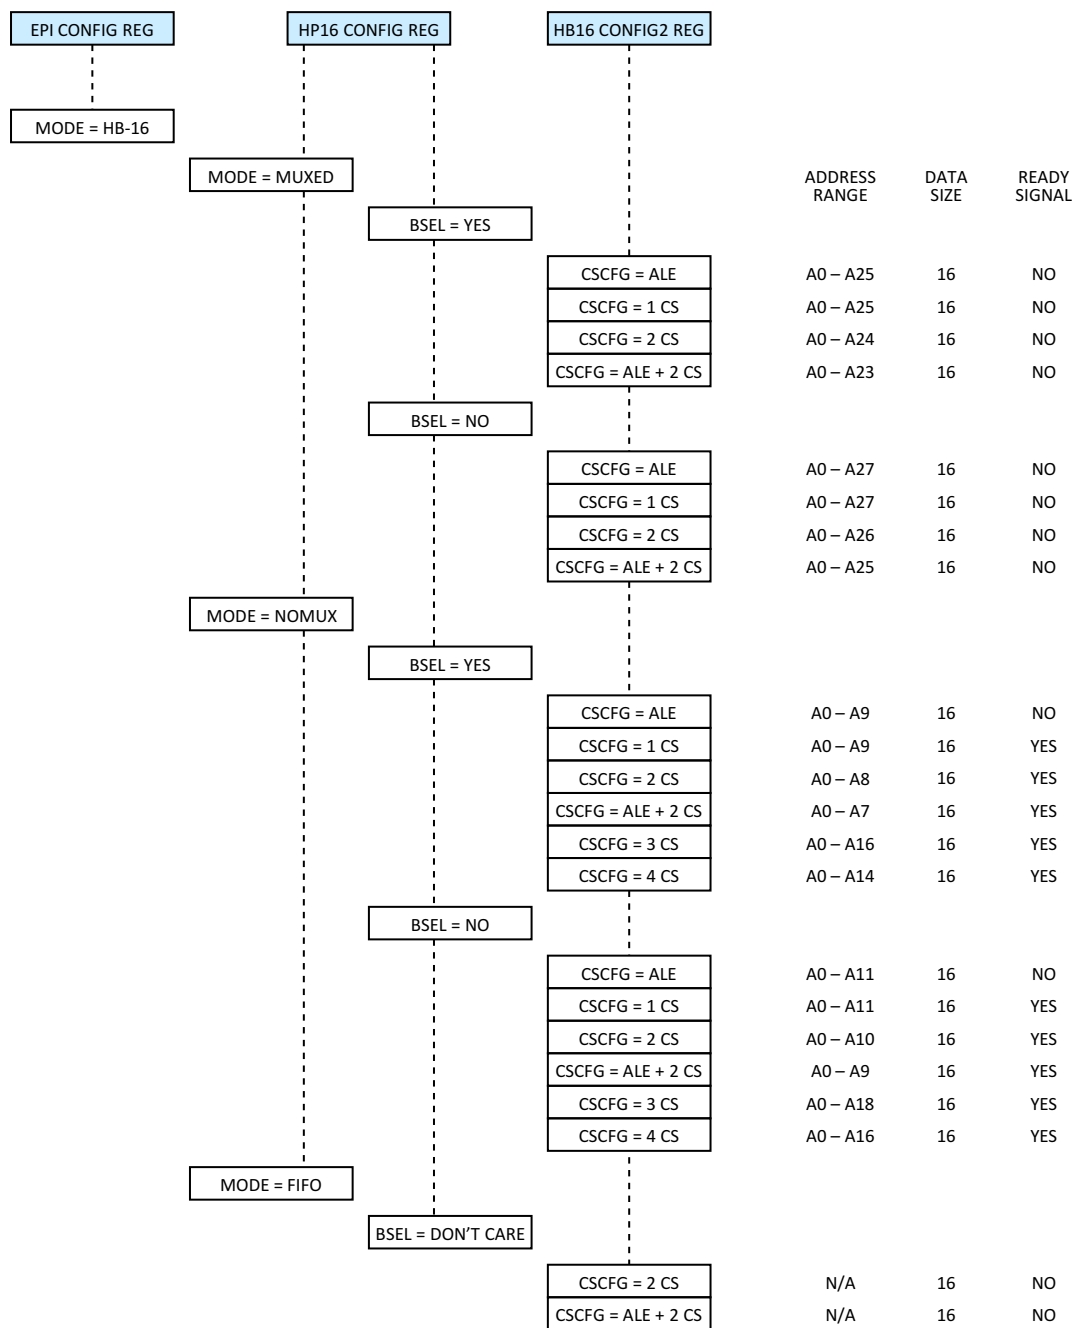 EPI CONFIG REG HP16 CONFIG REG HB16 CONFIG2 REG
MODE = HB-16
MODE = MUXED
ADDRESS RANGE DATA SIZE READY SIGNAL
BSEL = YES
CSCFG = ALE A0 – A25 16 NO
CSCFG = 1 CS A0 – A25 16 NO
CSCFG = 2 CS A0 – A24 16 NO
CSCFG = ALE + 2 CS A0 – A23 16 NO
BSEL = NO
CSCFG = ALE A0 – A27 16 NO
CSCFG = 1 CS A0 – A27 16 NO
CSCFG = 2 CS A0 – A26 16 NO
CSCFG = ALE + 2 CS A0 – A25 16 NO
MODE = NOMUX
BSEL = YES
CSCFG = ALE A0 – A9 16 NO
CSCFG = 1 CS A0 – A9 16 YES
CSCFG = 2 CS A0 – A8 16 YES
CSCFG = ALE + 2 CS A0 – A7 16 YES
CSCFG = 3 CS A0 – A16 16 YES
CSCFG = 4 CS A0 – A14 16 YES
BSEL = NO
CSCFG = ALE A0 – A11 16 NO
CSCFG = 1 CS A0 – A11 16 YES
CSCFG = 2 CS A0 – A10 16 YES
CSCFG = ALE + 2 CS A0 – A9 16 YES
CSCFG = 3 CS A0 – A18 16 YES
CSCFG = 4 CS A0 – A16 16 YES
MODE = FIFO
BSEL = DON’T CARE
CSCFG = 2 CS N/A 16 NO
CSCFG = ALE + 2 CS N/A 16 NO